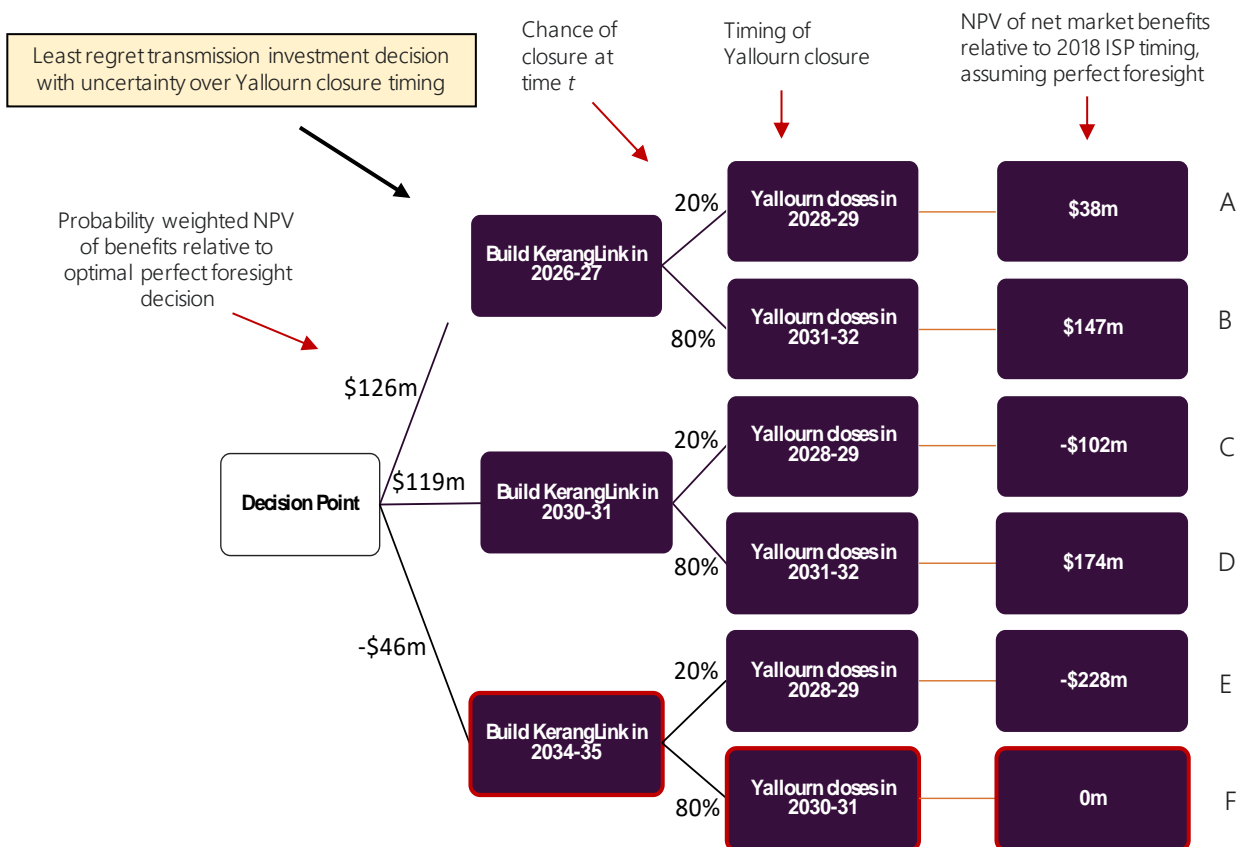 Least regret transmission investment decision
with uncertainty over Yallourn closure timing
Chance of
closure at
time t
Timing of
Yallourn closure
NPV of net market benefits
relative to 2018 ISP timing,
assuming perfect foresight
Probability weighted NPV
of benefits relative to
optimal perfect foresight
decision
Decision Point
$126m
$119m
-$46m
Build KerangLink in
2026-27
20%
Yallourn closes in
2028-29
$38m
A
80%
Yallourn closes in
2031-32
$147m
B
Build KerangLink in
2030-31
20%
Yallourn closes in
2028-29
-$102m
C
80%
Yallourn closes in
2031-32
$174m
D
Build KerangLink in
2034-35
20%
Yallourn closes in
2028-29
-$228m
E
80%
Yallourn closes in
2030-31
0m
F